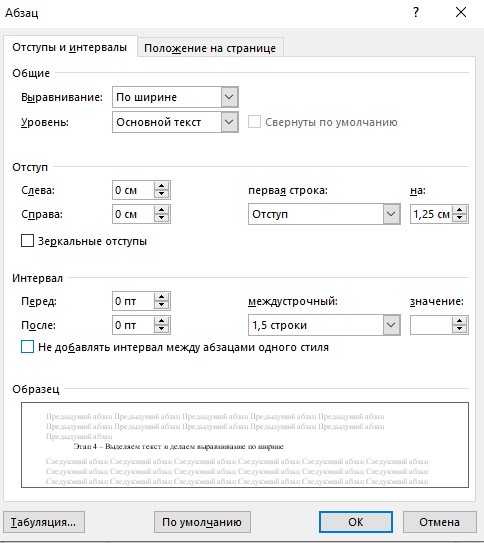 Абзац ?
Отступы и интервалы Положение на странице
Общие
Выравнивание: По ширине
Уровень: Основной текст Свернуты по умолчанию
Отступ
Слева: 0 см первая строка: на:
Справа: 0 см Отступ 1,25 см
Зеркальные отступы
Интервал
Перед: 0 пт междустрочный: значение:
После: 0 пт 1,5 строки
Не добавлять интервал между абзацами одного стиля
Образец
Предыдущий абзац Предыдущий абзац Предыдущий абзац Предыдущий абзац Предыдущий абзац
Предыдущий абзац Предыдущий абзац Предыдущий абзац Предыдущий абзац Предыдущий абзац
Предыдущий абзац
Этап 4 – Выделяем текст и делаем выравнивание по ширине
Следующий абзац Следующий абзац Следующий абзац Следующий абзац Следующий абзац Следующий абзац
Следующий абзац Следующий абзац Следующий абзац Следующий абзац Следующий абзац Следующий абзац
Следующий абзац Следующий абзац Следующий абзац Следующий абзац Следующий абзац Следующий абзац
Табуляция... По умолчанию ОК Отмена